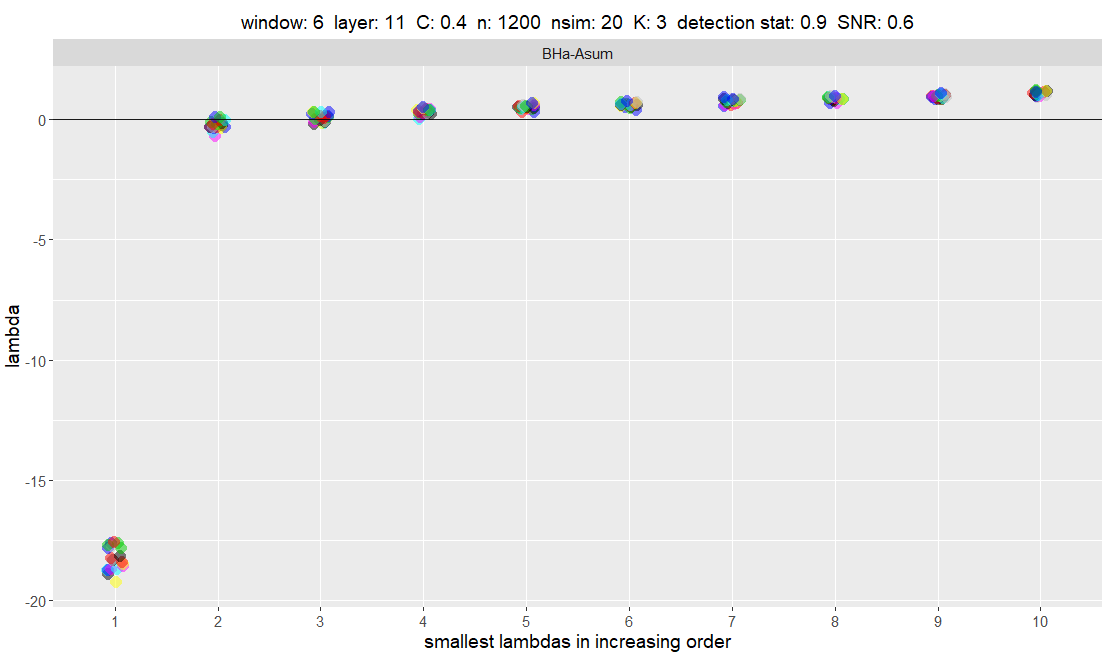 window: 6 layer: 11 C: 0.4 n: 1200 nsim: 20 K: 3 detection stat: 0.9 SNR: 0.6
BHa-Asum
0
-5
-10
-15
-20
lambda
1 2 3 4 5 6 7 8 9 10
smallest lambdas in increasing order